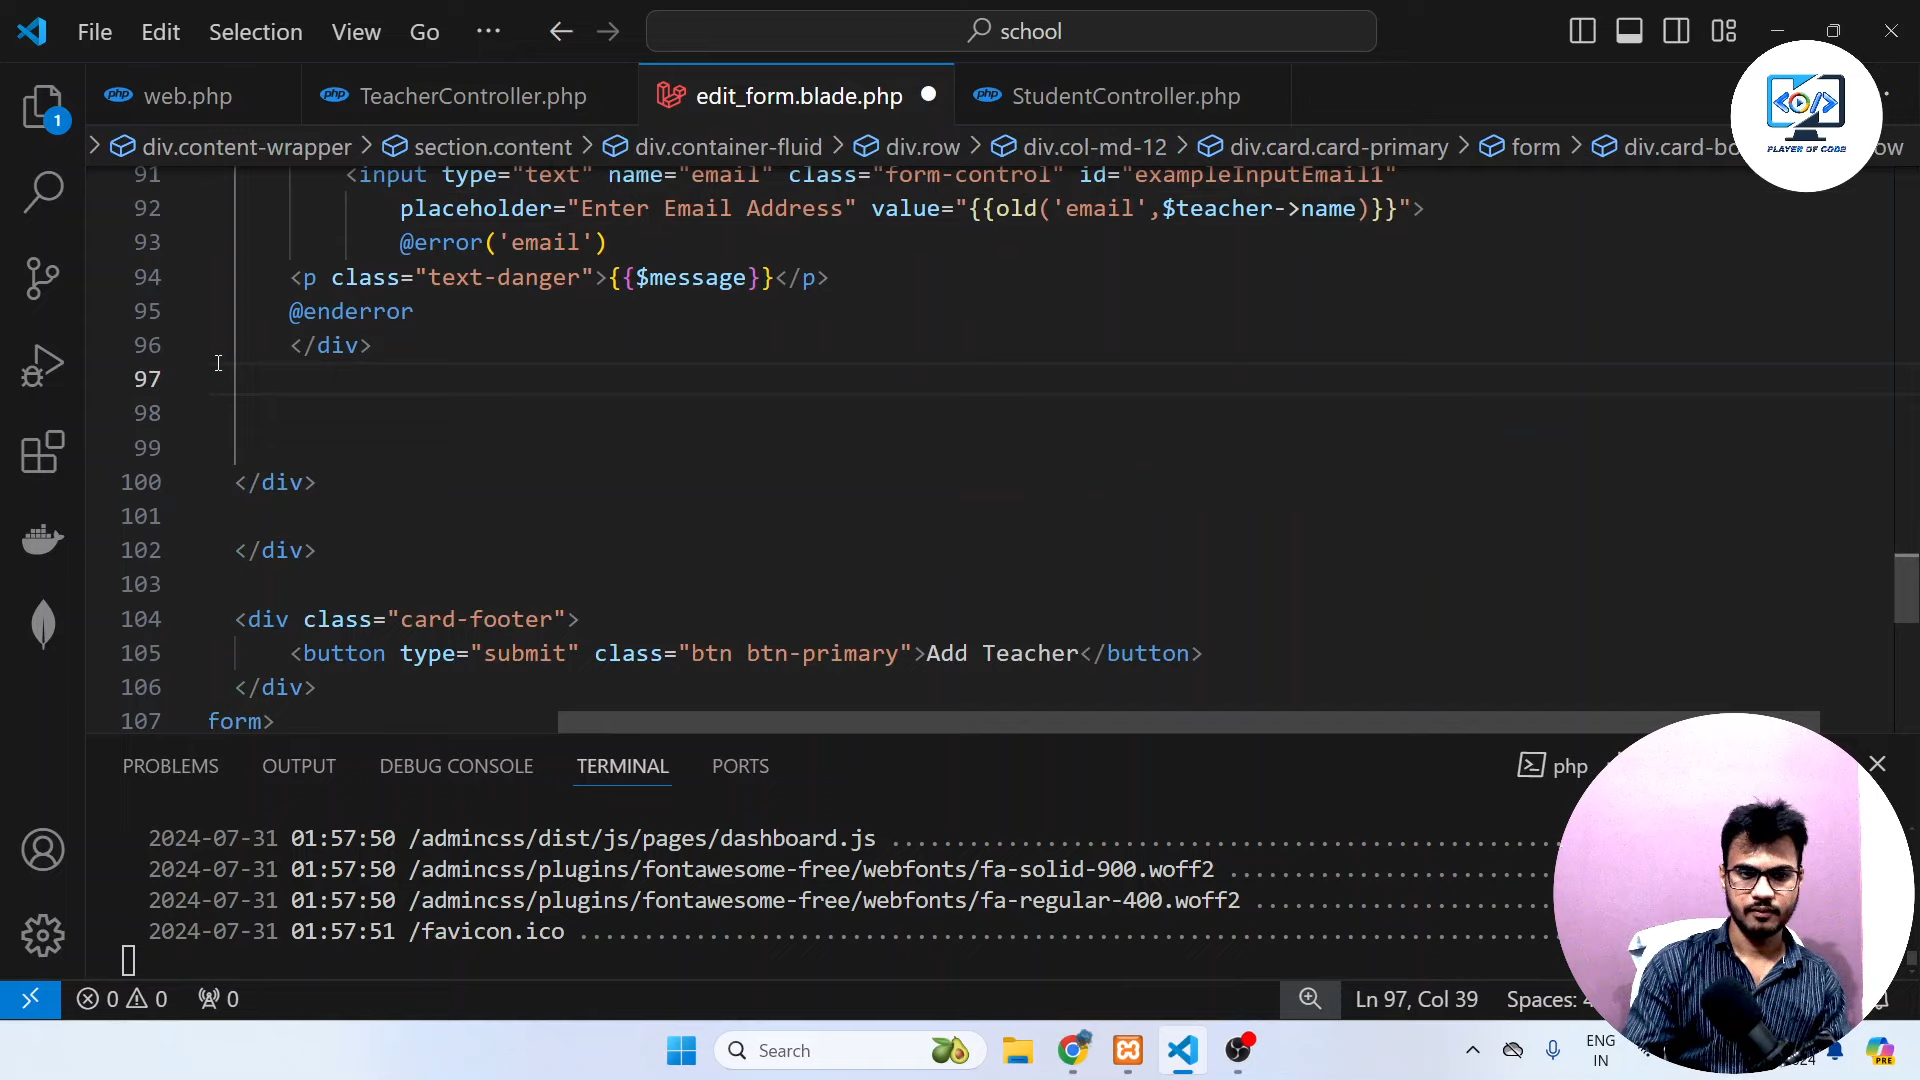 File Edit Selection View Go ··· school
PLAYER OF CODE
web.php TeacherController.php edit_form.blade.php StudentController.php
div.content-wrapper > section.content > div.container-fluid > div.row > div.col-md-12 > div.card.card-primary > form > div.card-bo
1
91 <input type="text" name="email" class="form-control" id="exampleInputEmail1"
92 placeholder="Enter Email Address" value="{{old('email',$teacher->name)}}">
93 @error('email')
94 <p class="text-danger">{{$message}}</p>
95 @enderror
96 </div>
97
98
99
100 </div>
101
102 </div>
103
104 <div class="card-footer">
105 <button type="submit" class="btn btn-primary">Add Teacher</button>
106 </div>
107 form>
PROBLEMS OUTPUT DEBUG CONSOLE TERMINAL PORTS php
2024-07-31 01:57:50 /admincss/dist/js/pages/dashboard.js
2024-07-31 01:57:50 /admincss/plugins/fontawesome-free/webfonts/fa-solid-900.woff2
2024-07-31 01:57:50 /admincss/plugins/fontawesome-free/webfonts/fa-regular-400.woff2
2024-07-31 01:57:51 /favicon.ico
0 0 0 Ln 97, Col 39 Spaces:
Search ENG
IN
PRE